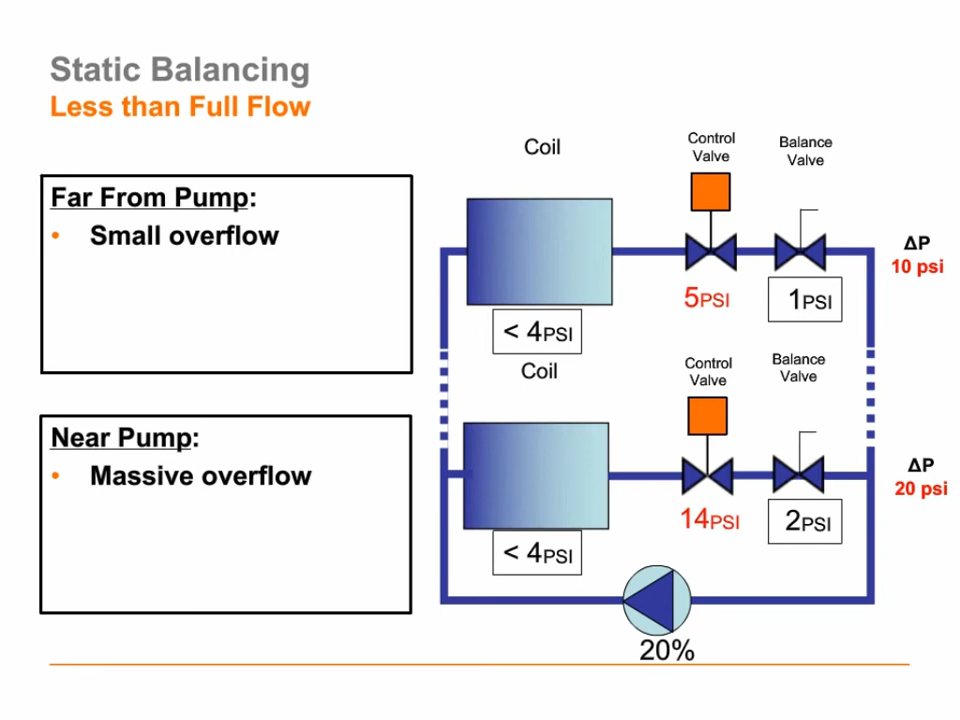 Static Balancing
Less than Full Flow
Far From Pump:
• Small overflow
Near Pump:
• Massive overflow
Coil
Control
Valve
Balance
Valve
ΔP
10 psi
5PSI
1PSI
< 4PSI
Coil
Control
Valve
Balance
Valve
ΔP
20 psi
14PSI
2PSI
< 4PSI
20%